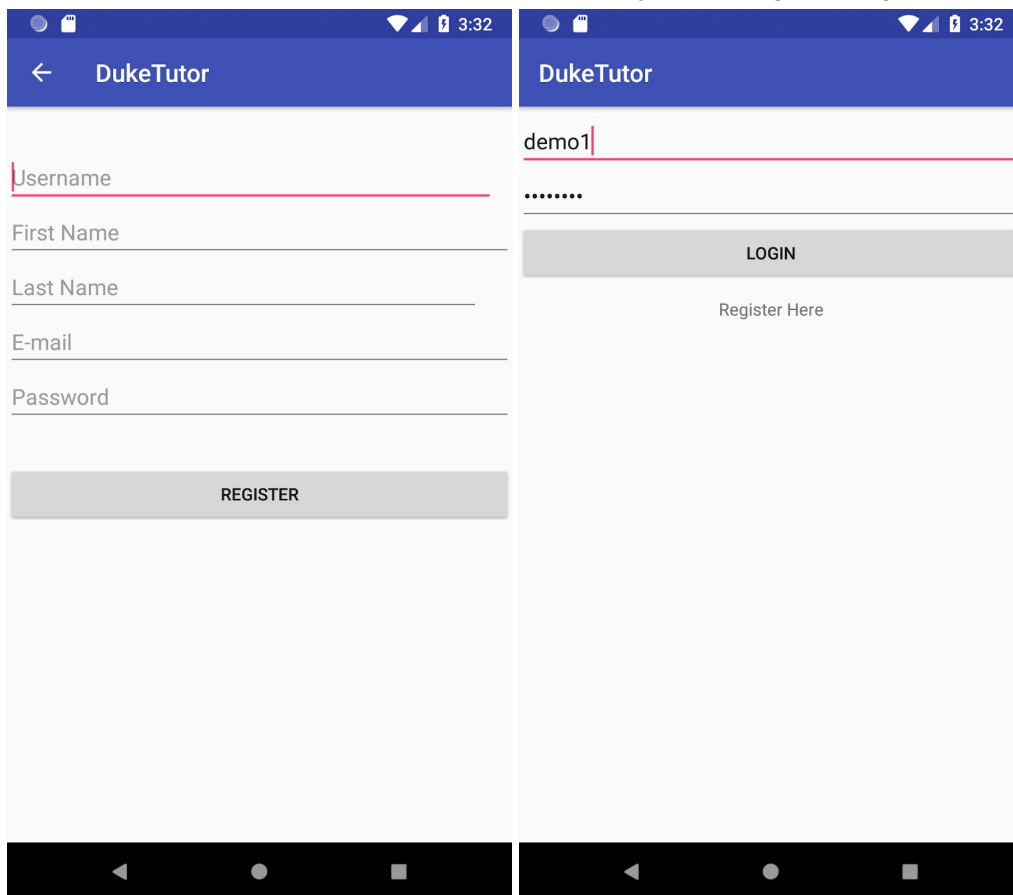 3:32
DukeTutor
Username
First Name
Last Name
E-mail
Password
REGISTER
3:32
DukeTutor
demo1
••••••••
LOGIN
Register Here